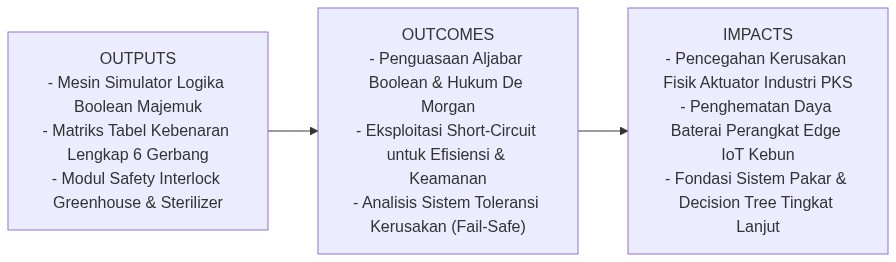 OUTPUTS
- Mesin Simulator Logika
Boolean Majemuk
- Matriks Tabel Kebenaran
Lengkap 6 Gerbang
- Modul Safety Interlock
Greenhouse & Sterilizer
OUTCOMES
- Penguasaan Aljabar
Boolean & Hukum De
Morgan
- Eksploitasi Short-Circuit
untuk Efisiensi &
Keamanan
- Analisis Sistem Toleransi
Kerusakan (Fail-Safe)
IMPACTS
- Pencegahan Kerusakan
Fisik Aktuator Industri PKS
- Penghematan Daya
Baterai Perangkat Edge
IoT Kebun
- Fondasi Sistem Pakar &
Decision Tree Tingkat
Lanjut